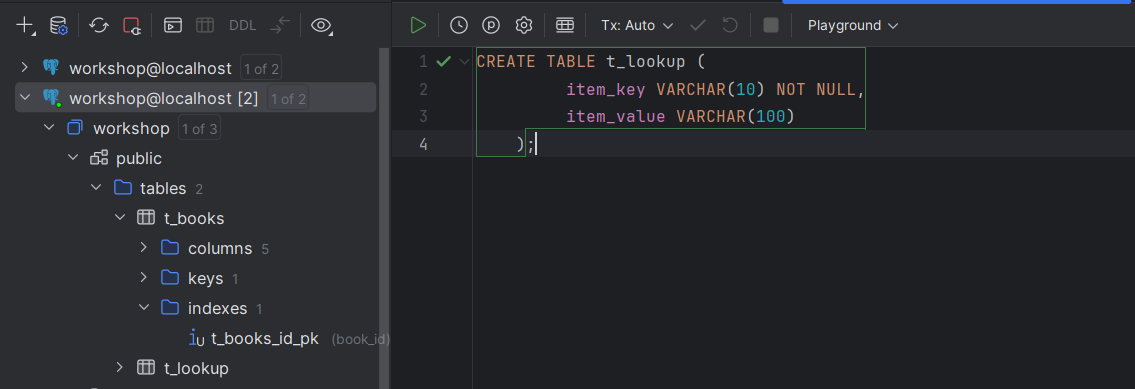 DDL
Tx: Auto
Playground
workshop@localhost 1 of 2
workshop@localhost [2] 1 of 2
workshop 1 of 3
public
tables 2
t_books
columns 5
keys 1
indexes 1
t_books_id_pk (book_id)
t_lookup
1 CREATE TABLE t_lookup (
2 item_key VARCHAR(10) NOT NULL,
3 item_value VARCHAR(100)
4 );